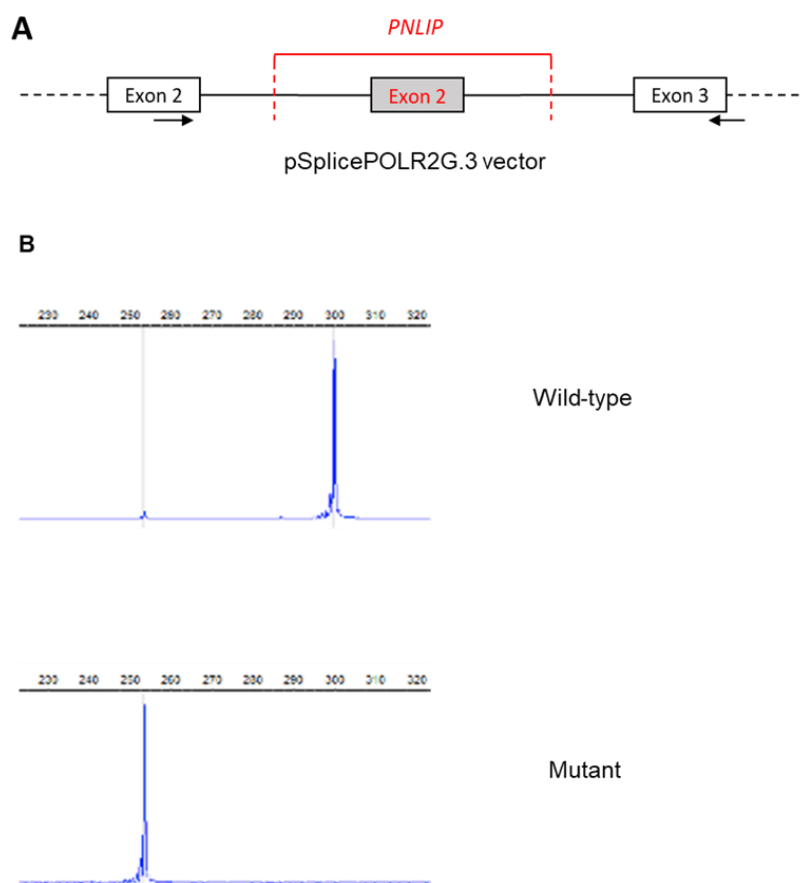 A
PNLIP
Exon 2 Exon 2 Exon 3
pSplicePOLR2G.3 vector
B
230 240 250 260 270 280 290 300 310 320
Wild-type
230 240 250 260 270 280 290 300 310 320
Mutant